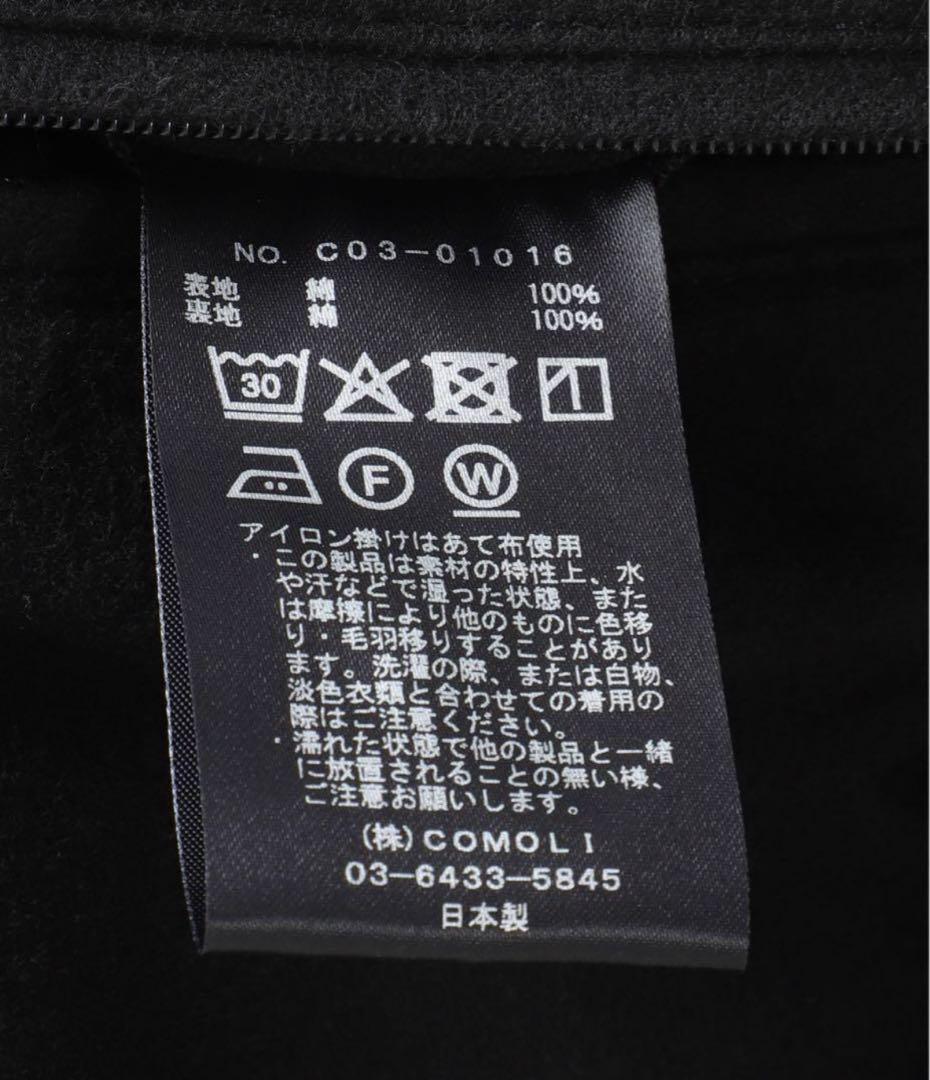 NO. C03-01016
表地 綿 100%
裏地 綿 100%
30
F W
アイロン掛けはあて布使用
・この製品は素材の特性上、水
や汗などで湿った状態、また
は摩擦により他のものに色移
り・毛羽移りすることがあり
ます。洗濯の際、または白物、
淡色衣類と合わせての着用の
際はご注意ください。
・濡れた状態で他の製品と一緒
に放置されることの無い様、
ご注意お願いします。
(株)COMOLI
03-6433-5845
日本製